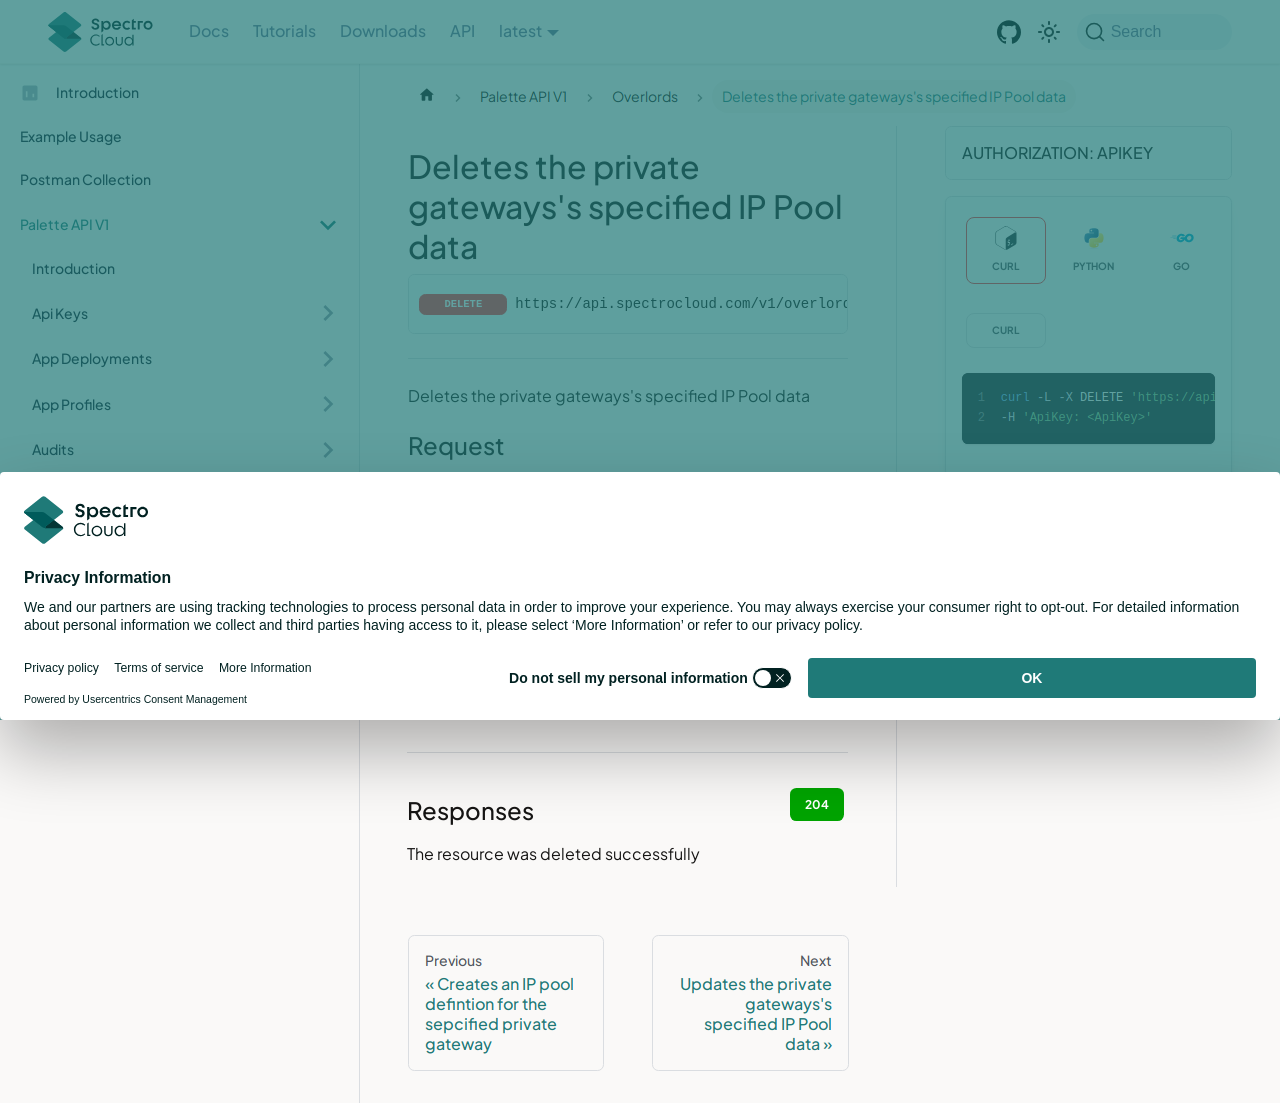 Spectro Cloud
Docs
Tutorials
Downloads
API
latest
Search
Introduction
Example Usage
Postman Collection
Palette API V1
Introduction
Api Keys
App Deployments
App Profiles
Audits
Palette API V1
Overlords
Deletes the private gateways's specified IP Pool data
Deletes the private
gateways's specified IP Pool
data
DELETE https://api.spectrocloud.com/v1/overlord
Deletes the private gateways's specified IP Pool data
Request
AUTHORIZATION: APIKEY
CURL
PYTHON
GO
CURL
1 curl -L -X DELETE 'https://api
2 -H 'ApiKey: <ApiKey>'
Spectro
Cloud
Privacy Information
We and our partners are using tracking technologies to process personal data in order to improve your experience. You may always exercise your consumer right to opt-out. For detailed information
about personal information we collect and third parties having access to it, please select ‘More Information’ or refer to our privacy policy.
Privacy policy
Terms of service
More Information
Do not sell my personal information
OK
Powered by Usercentrics Consent Management
Responses
204
The resource was deleted successfully
Previous
« Creates an IP pool
defintion for the
sepcified private
gateway
Next
Updates the private
gateways's
specified IP Pool
data »